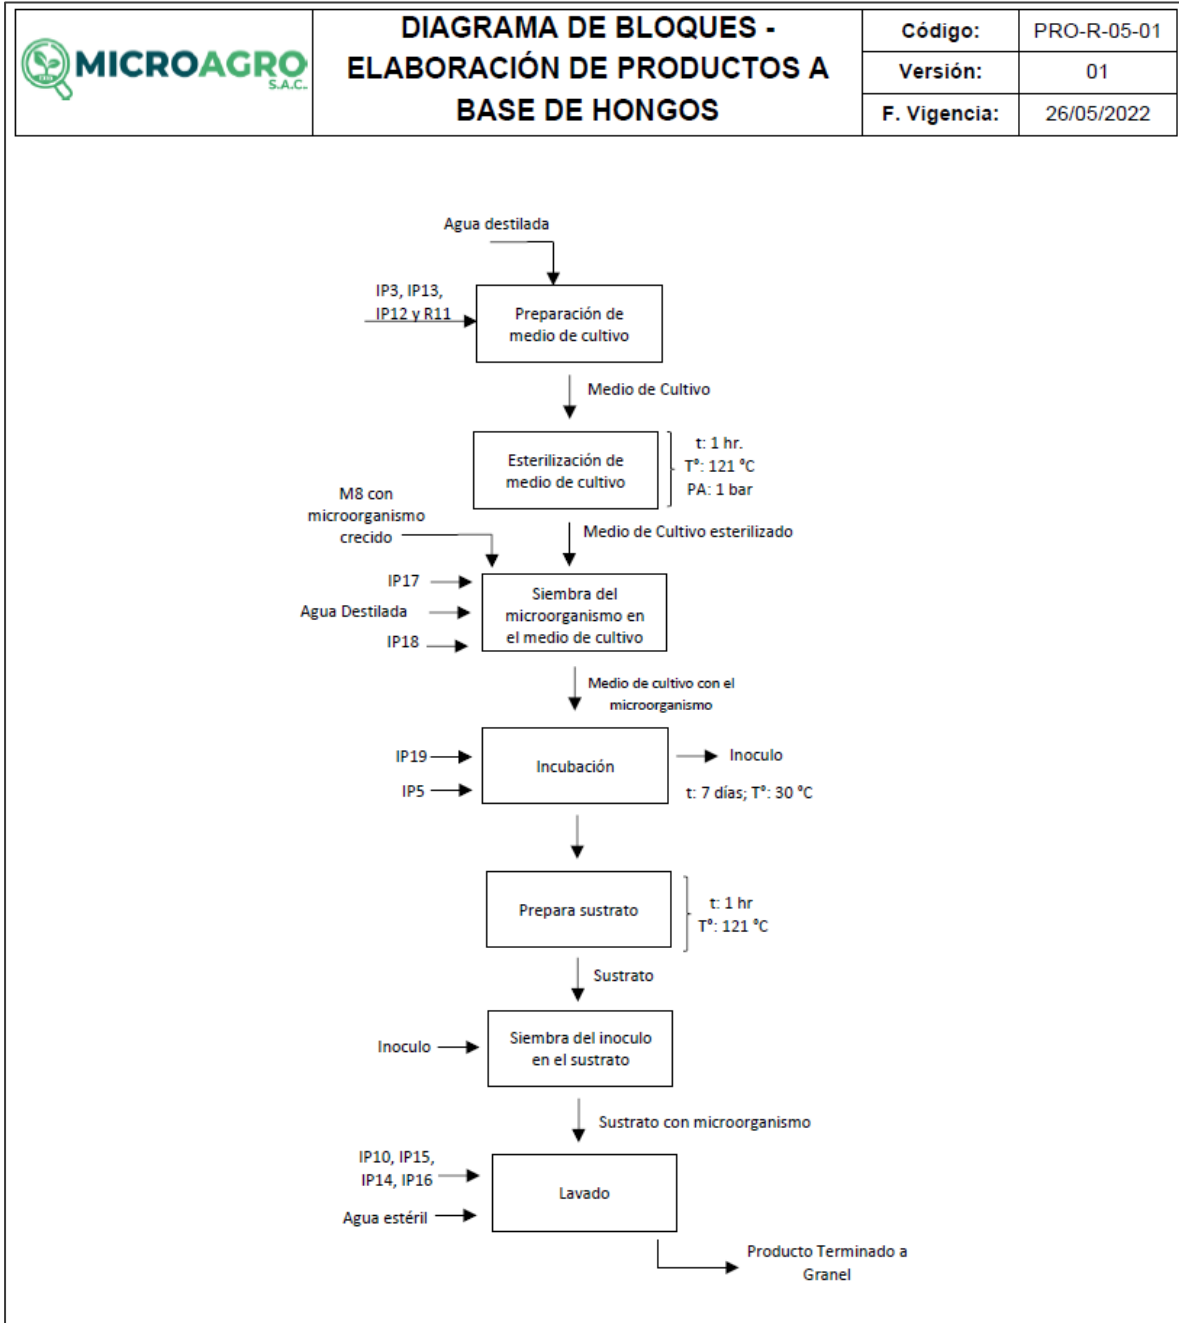 MICROAGRO
S.A.C.
DIAGRAMA DE BLOQUES -
ELABORACIÓN DE PRODUCTOS A
BASE DE HONGOS
Código: PRO-R-05-01
Versión: 01
F. Vigencia: 26/05/2022
Agua destilada
IP3, IP13,
IP12 y R11
Preparación de
medio de cultivo
Medio de Cultivo
Esterilización de
medio de cultivo
t: 1 hr.
T°: 121 °C
PA: 1 bar
M8 con
microorganismo
crecido
Medio de Cultivo esterilizado
IP17
Agua Destilada
IP18
Siembra del
microorganismo en
el medio de cultivo
Medio de cultivo con el
microorganismo
IP19
IP5
Incubación
Inoculo
t: 7 días; T°: 30 °C
Prepara sustrato
t: 1 hr
T°: 121 °C
Sustrato
Inoculo
Siembra del inoculo
en el sustrato
Sustrato con microorganismo
IP10, IP15,
IP14, IP16
Agua estéril
Lavado
Producto Terminado a
Granel